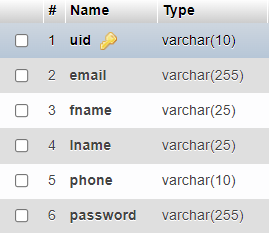 # Name Type
1 uid varchar(10)
2 email varchar(255)
3 fname varchar(25)
4 lname varchar(25)
5 phone varchar(10)
6 password varchar(255)